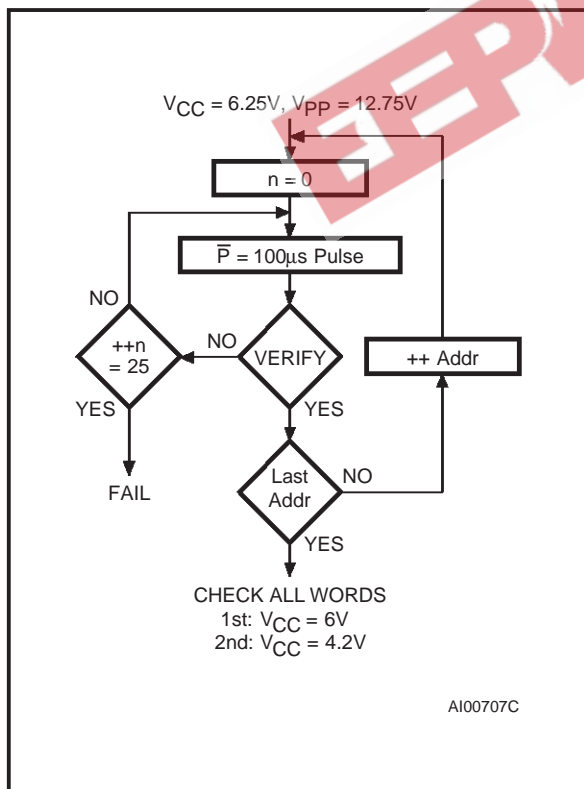 VCC = 6.25V, VPP = 12.75V
n = 0
P̅ = 100µs Pulse
NO
++n
= 25
NO
VERIFY
++ Addr
YES
YES
FAIL
Last
Addr
NO
YES
CHECK ALL WORDS
1st: VCC = 6V
2nd: VCC = 4.2V
AI00707C